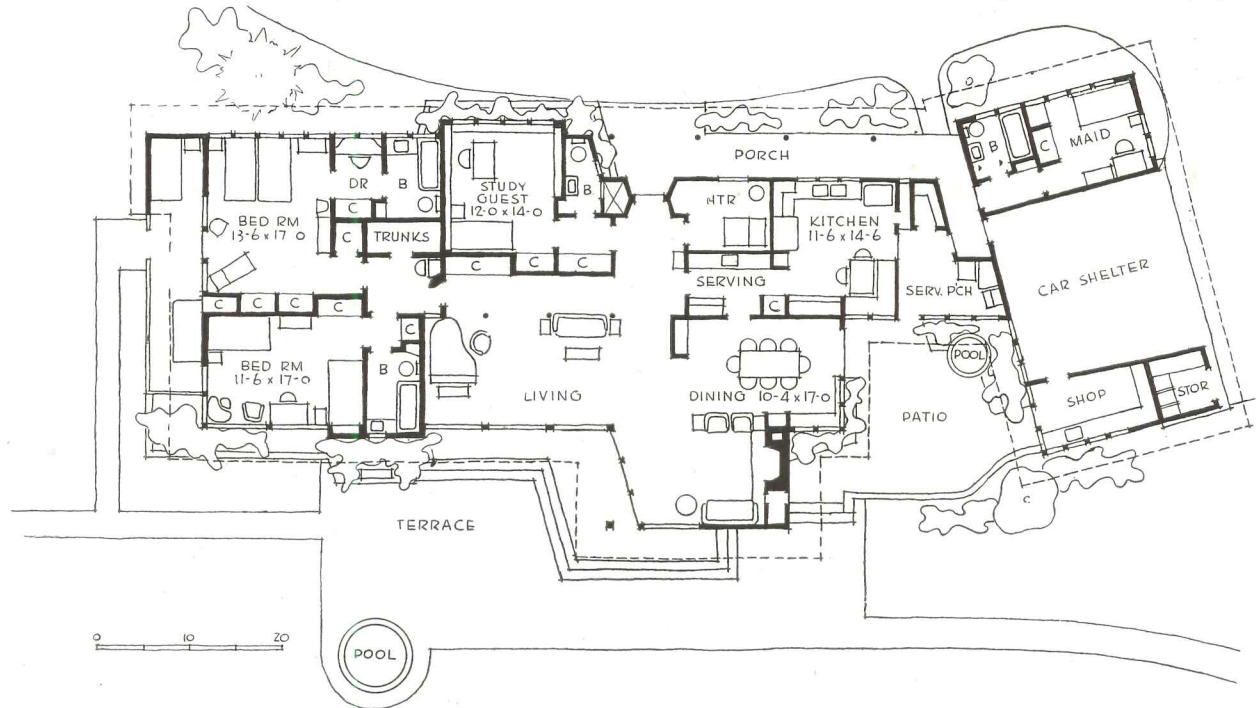 PORCH
B
C
MAID
DR
B
STUDY
GUEST
12-0 x 14-0
B
HTR
KITCHEN
11-6 x 14-6
BED RM
13-6 x 17-0
C
C
TRUNKS
C
C
C
SERVING
SERV. PCH
CAR SHELTER
C
C
C
C
C
C
BED RM
11-6 x 17-0
B
LIVING
DINING 10-4 x 17-0
POOL
PATIO
SHOP
STOR
TERRACE
C
0 10 20
POOL